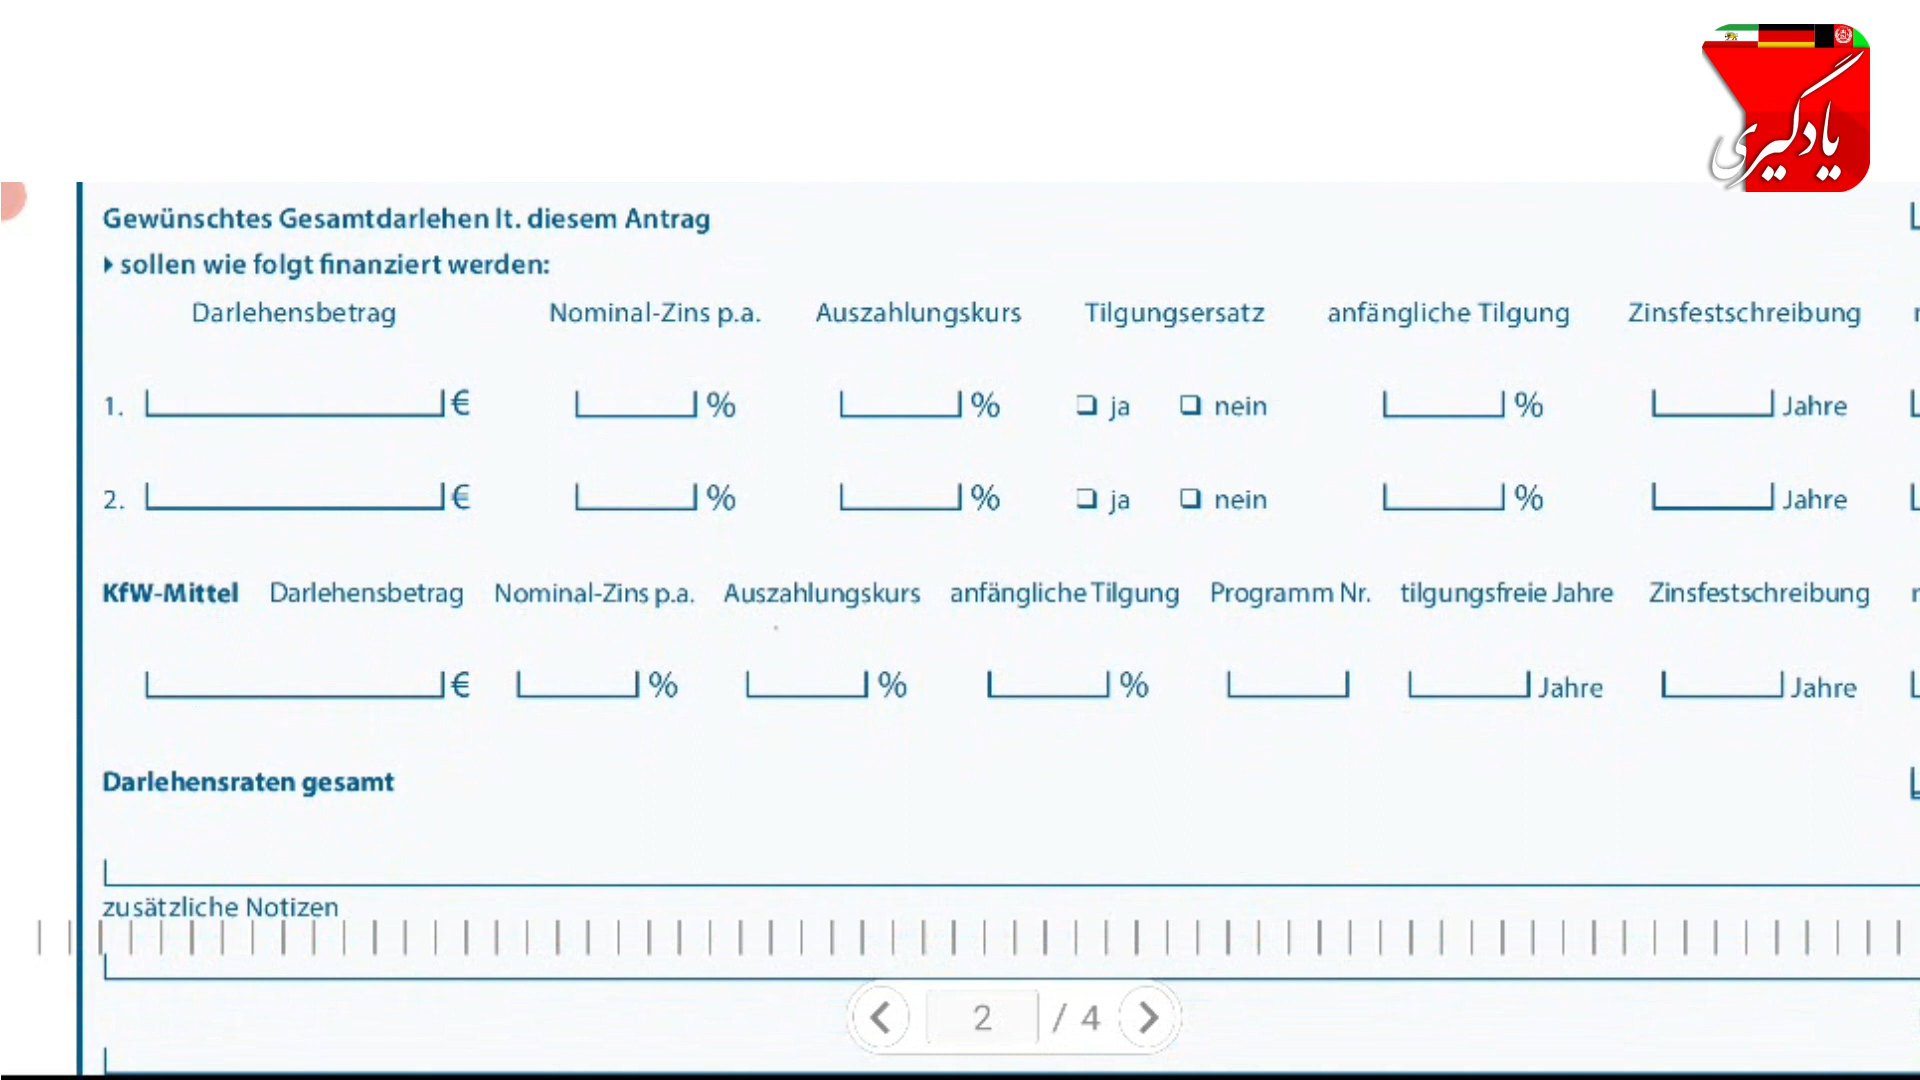 یادگیری
Gewünschtes Gesamtdarlehen lt. diesem Antrag
▸ sollen wie folgt finanziert werden:
Darlehensbetrag Nominal-Zins p.a. Auszahlungskurs Tilgungsersatz anfängliche Tilgung Zinsfestschreibung
1. € % % ❑ ja ❑ nein % Jahre
2. € % % ❑ ja ❑ nein % Jahre
KfW-Mittel Darlehensbetrag Nominal-Zins p.a. Auszahlungskurs anfängliche Tilgung Programm Nr. tilgungsfreie Jahre Zinsfestschreibung
€ % % % Jahre Jahre
Darlehensraten gesamt
zusätzliche Notizen
2 / 4